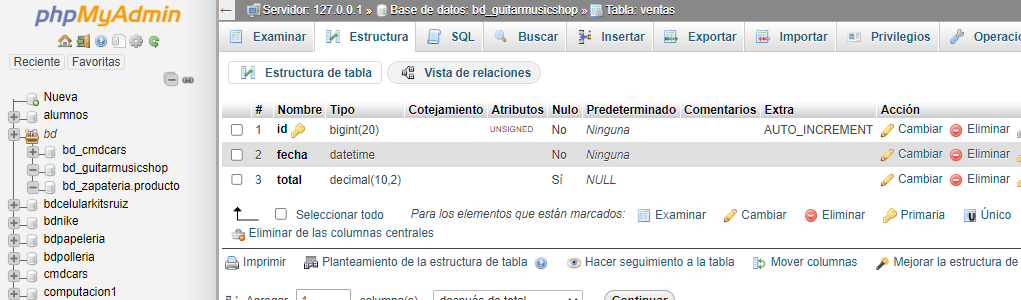 phpMyAdmin
Reciente Favoritas
Nueva
alumnos
bd
bd_cmdcars
bd_guitarmusicshop
bd_zapateria.producto
bdcelularkitsruiz
bdnike
bdpapeleria
bdpolleria
cmdcars
computacion1
Servidor: 127.0.0.1 » Base de datos: bd_guitarmusicshop » Tabla: ventas
Examinar Estructura SQL Buscar Insertar Exportar Importar Privilegios Operacio
Estructura de tabla Vista de relaciones
# Nombre Tipo Cotejamiento Atributos Nulo Predeterminado Comentarios Extra Acción
1 id bigint(20) UNSIGNED No Ninguna AUTO_INCREMENT Cambiar Eliminar
2 fecha datetime No Ninguna Cambiar Eliminar
3 total decimal(10,2) Sí NULL Cambiar Eliminar
Seleccionar todo Para los elementos que están marcados: Examinar Cambiar Eliminar Primaria Único
Eliminar de las columnas centrales
Imprimir Planteamiento de la estructura de tabla Hacer seguimiento a la tabla Mover columnas Mejorar la estructura de
Agregar 1 columna(s) después de total Continuar